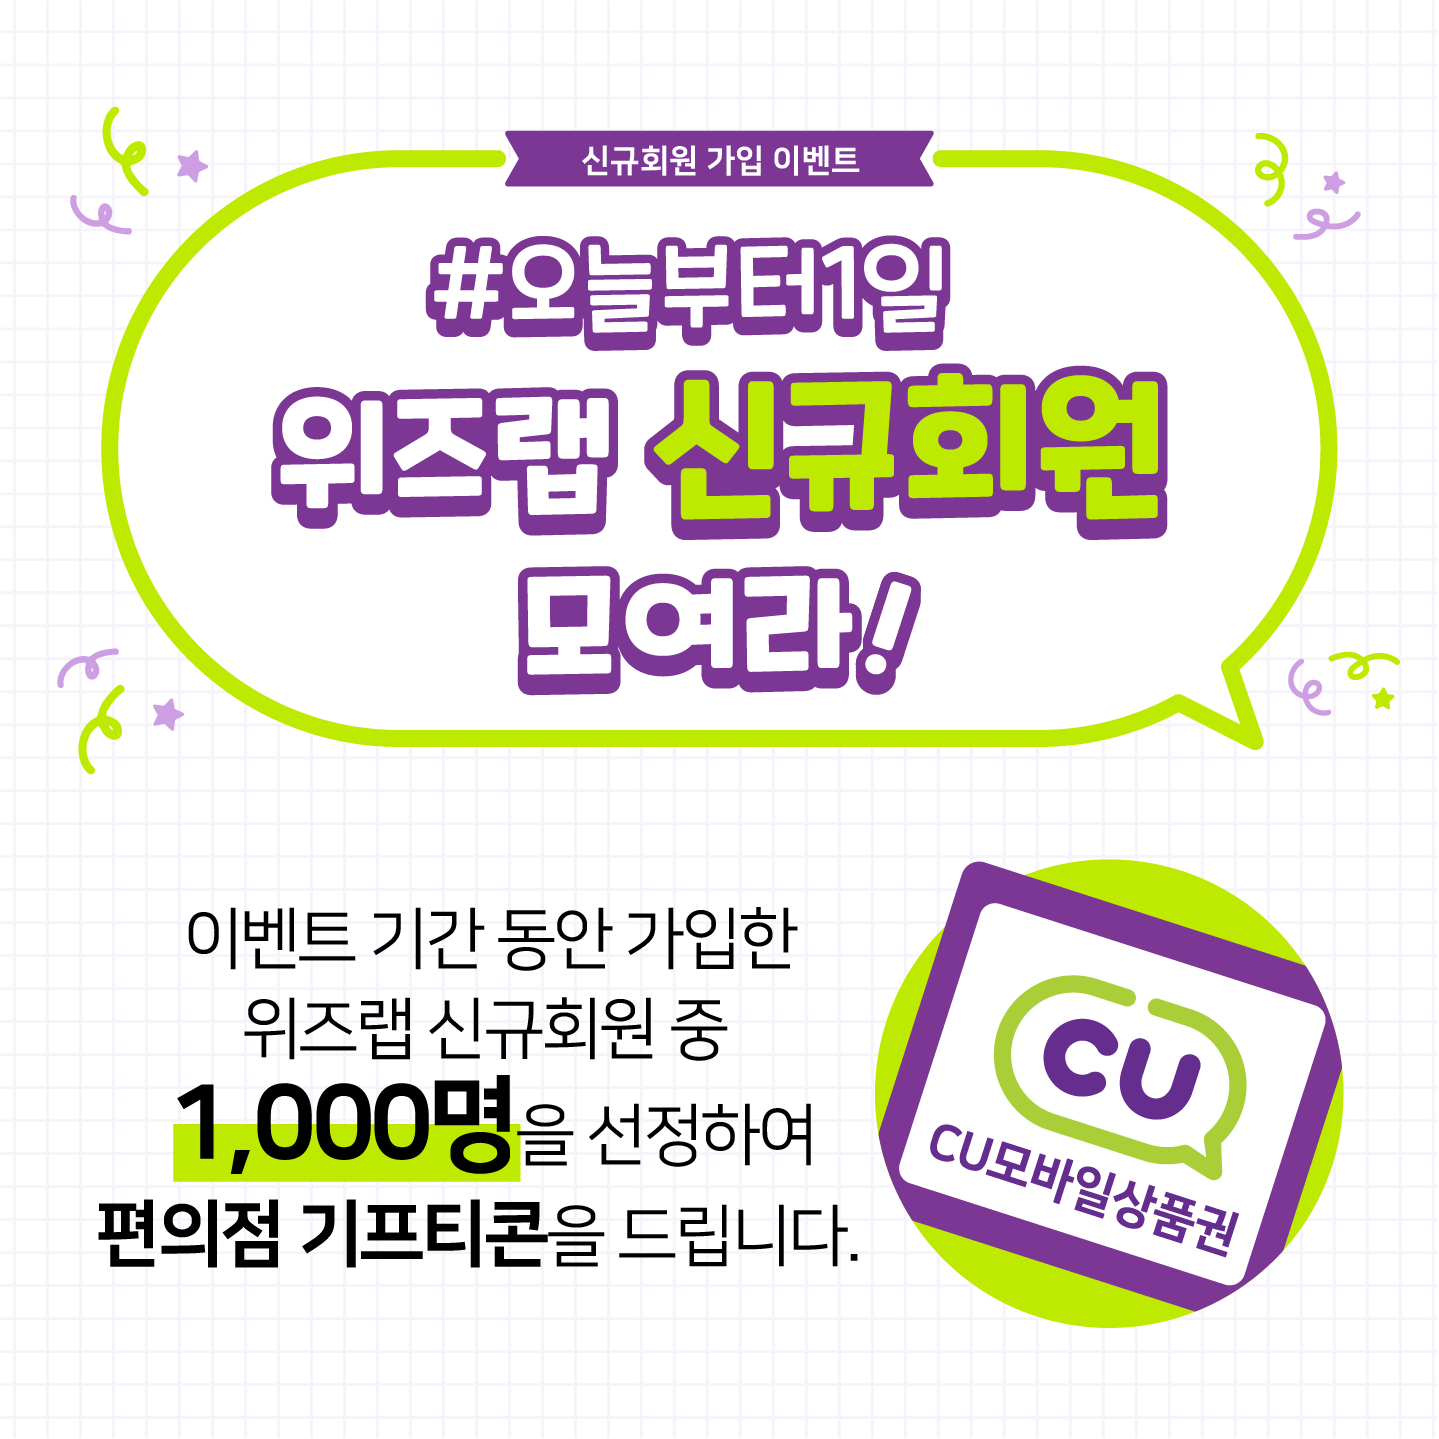 신규회원 가입 이벤트
#오늘부터1일
위즈랩 신규회원
모여라!
이벤트 기간 동안 가입한
위즈랩 신규회원 중
1,000명을 선정하여
편의점 기프티콘을 드립니다.
CU
CU모바일상품권